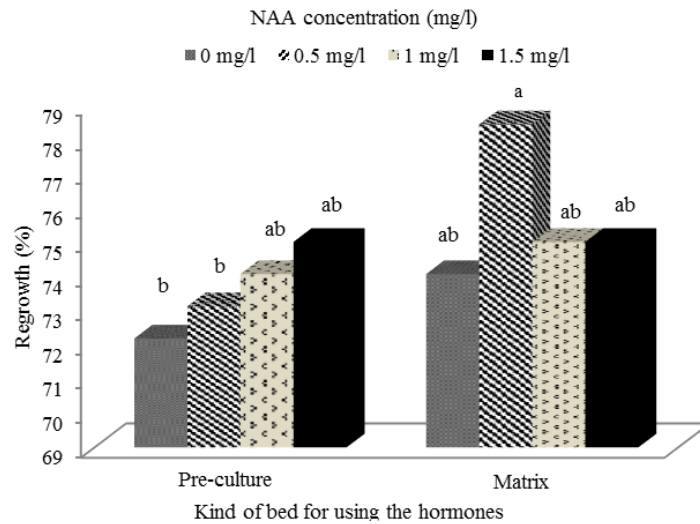 NAA concentration (mg/l)
0 mg/l 0.5 mg/l 1 mg/l 1.5 mg/l
79
78
77
76
75
74
73
72
71
70
69
Regrowth (%)
b b ab ab
ab a ab ab
Pre-culture Matrix
Kind of bed for using the hormones